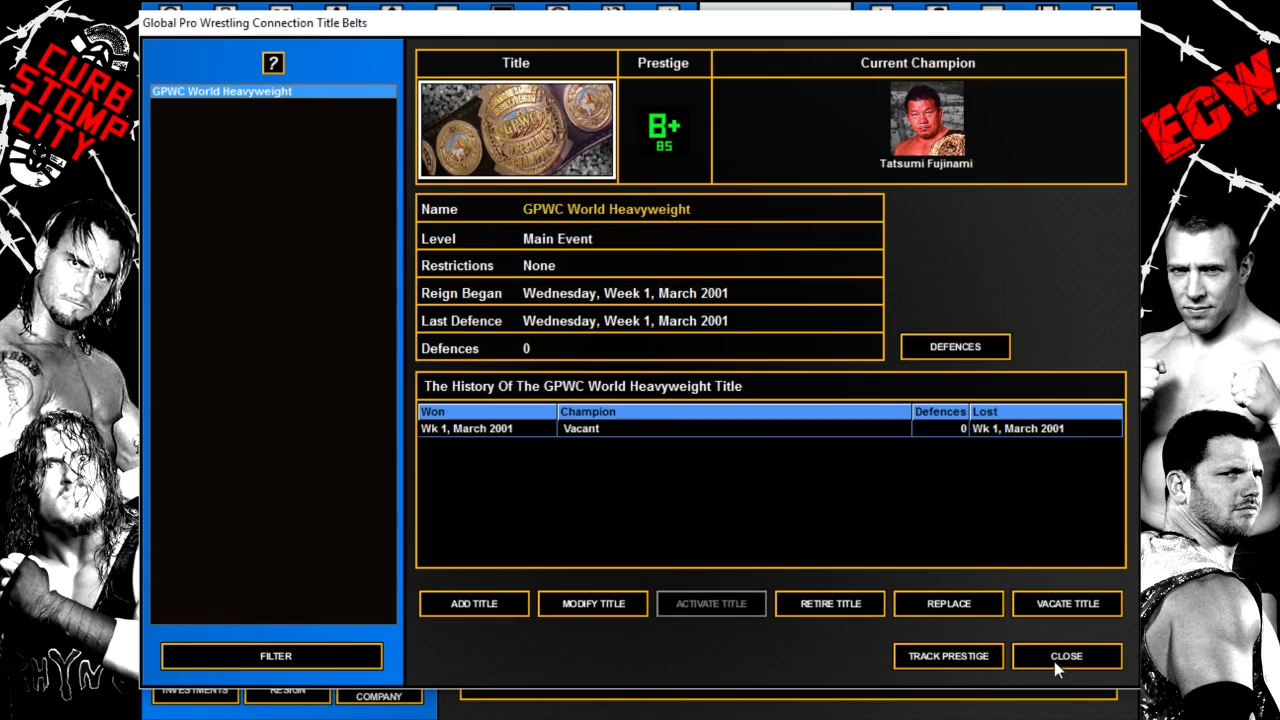 Global Pro Wrestling Connection Title Belts
CURB
STOMP
CITY
EGW
?
GPWC World Heavyweight
Title
Prestige
Current Champion
GPWC
B+
85
Tatsumi Fujinami
Name GPWC World Heavyweight
Level Main Event
Restrictions None
Reign Began Wednesday, Week 1, March 2001
Last Defence Wednesday, Week 1, March 2001
Defences 0
DEFENCES
The History Of The GPWC World Heavyweight Title
Won Champion Defences Lost
Wk 1, March 2001 Vacant 0 Wk 1, March 2001
ADD TITLE
MODIFY TITLE
ACTIVATE TITLE
RETIRE TITLE
REPLACE
VACATE TITLE
FILTER
TRACK PRESTIGE
CLOSE
INVESTMENTS
RESIGN
COMPANY